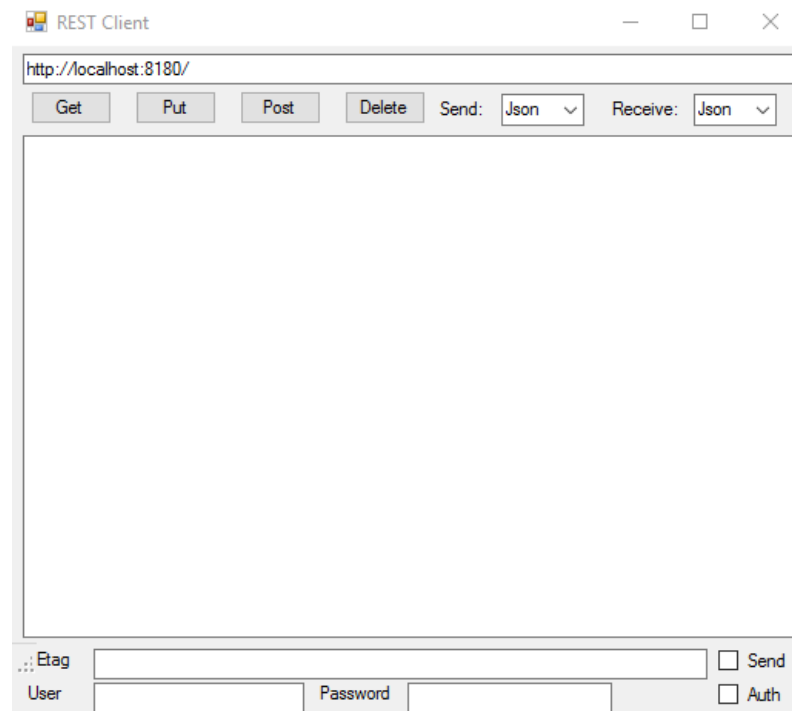 REST Client
http://localhost:8180/
Get Put Post Delete Send: Json Receive: Json
Etag Send
User Password Auth